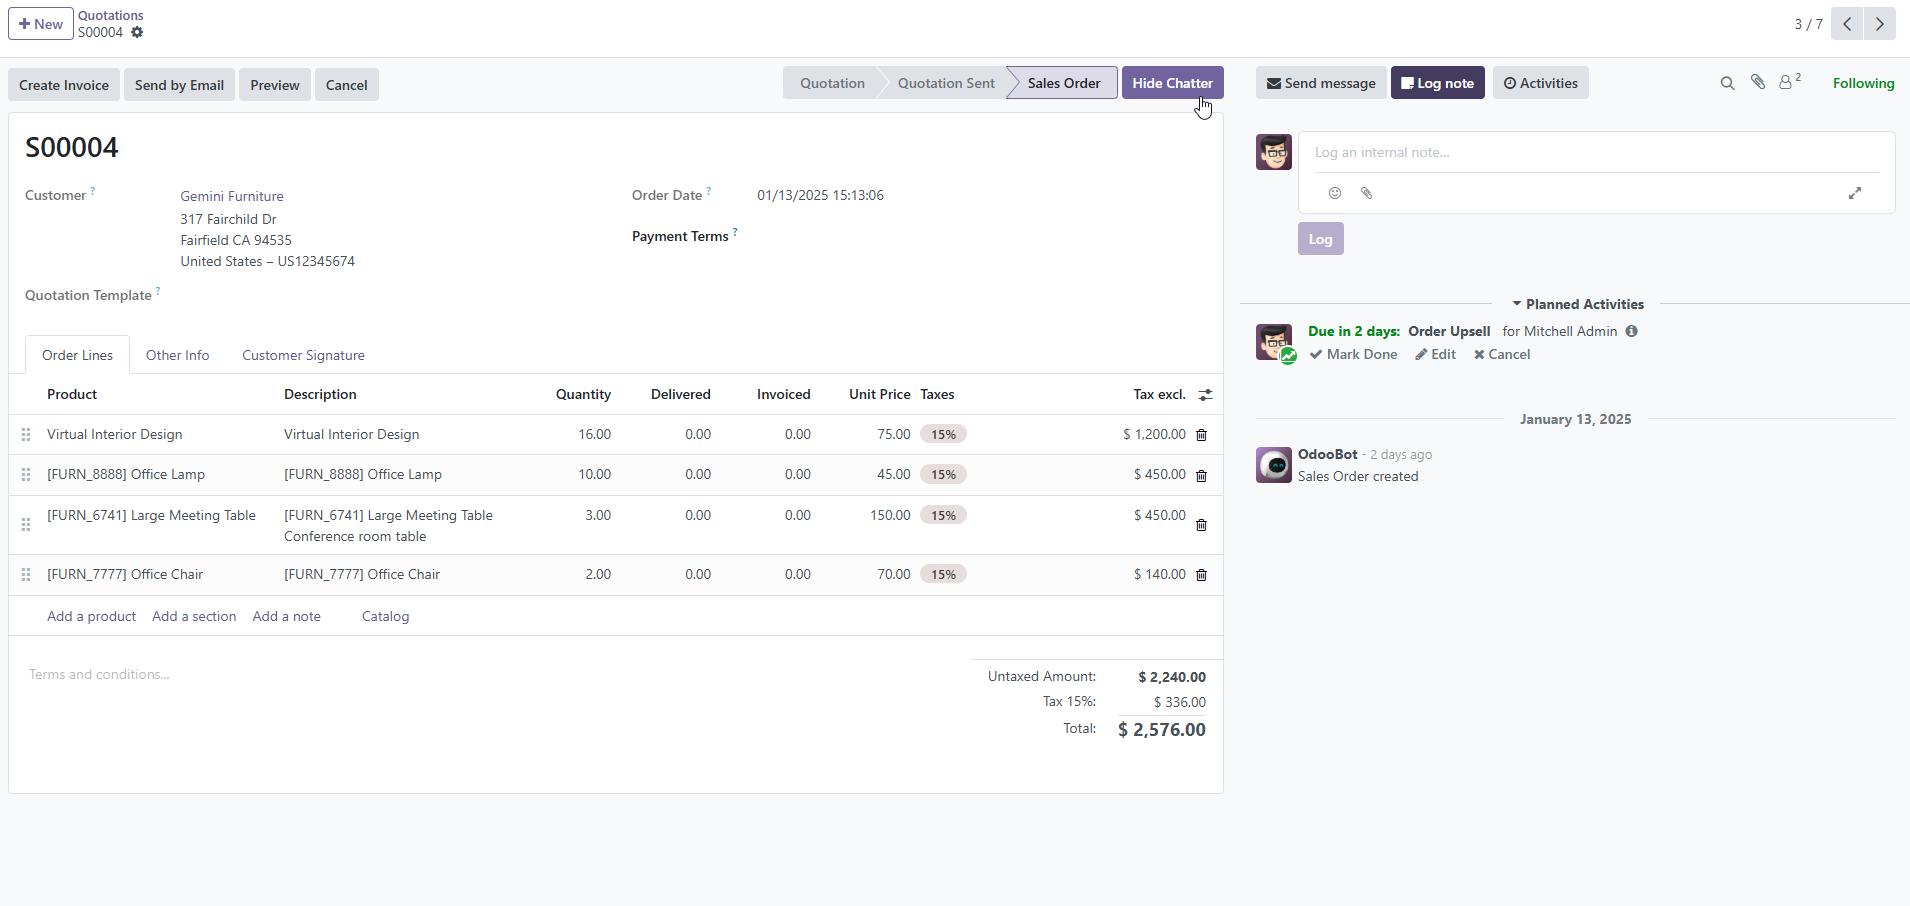 New
Quotations
S00004
3 / 7
Create Invoice Send by Email Preview Cancel
Quotation Quotation Sent Sales Order Hide Chatter
Send message Log note Activities 2 Following
S00004
Customer ? Gemini Furniture
317 Fairchild Dr
Fairfield CA 94535
United States – US12345674
Order Date ? 01/13/2025 15:13:06
Payment Terms ?
Quotation Template ?
Order Lines Other Info Customer Signature
Product Description Quantity Delivered Invoiced Unit Price Taxes Tax excl.
Virtual Interior Design Virtual Interior Design 16.00 0.00 0.00 75.00 15% $ 1,200.00
[FURN_8888] Office Lamp [FURN_8888] Office Lamp 10.00 0.00 0.00 45.00 15% $ 450.00
[FURN_6741] Large Meeting Table [FURN_6741] Large Meeting Table 3.00 0.00 0.00 150.00 15% $ 450.00
Conference room table
[FURN_7777] Office Chair [FURN_7777] Office Chair 2.00 0.00 0.00 70.00 15% $ 140.00
Add a product Add a section Add a note Catalog
Terms and conditions...
Untaxed Amount: $ 2,240.00
Tax 15%: $ 336.00
Total: $ 2,576.00
Log an internal note...
Log
Planned Activities
Due in 2 days: Order Upsell for Mitchell Admin
Mark Done Edit Cancel
January 13, 2025
OdooBot - 2 days ago
Sales Order created